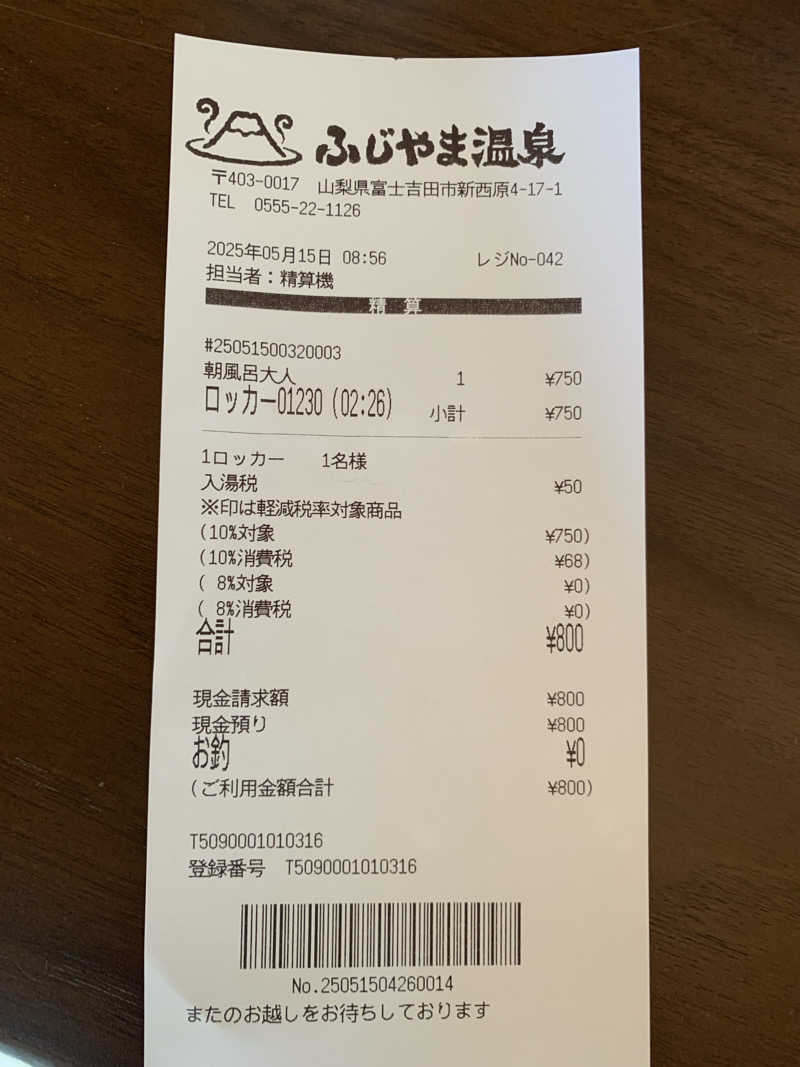 ふじやま温泉
〒403-0017 山梨県富士吉田市新西原4-17-1
TEL 0555-22-1126
2025年05月15日 08:56 レジNo-042
担当者：精算機
精 算
#25051500320003
朝風呂大人 1 ¥750
ロッカー01230 (02:26) 小計 ¥750
1ロッカー 1名様
入湯税 ¥50
※印は軽減税率対象商品
(10%対象 ¥750)
(10%消費税 ¥68)
( 8%対象 ¥0)
( 8%消費税 ¥0)
合計 ¥800
現金請求額 ¥800
現金預り ¥800
お釣 ¥0
(ご利用金額合計 ¥800)
T5090001010316
登録番号 T5090001010316
No.25051504260014
またのお越しをお待ちしております